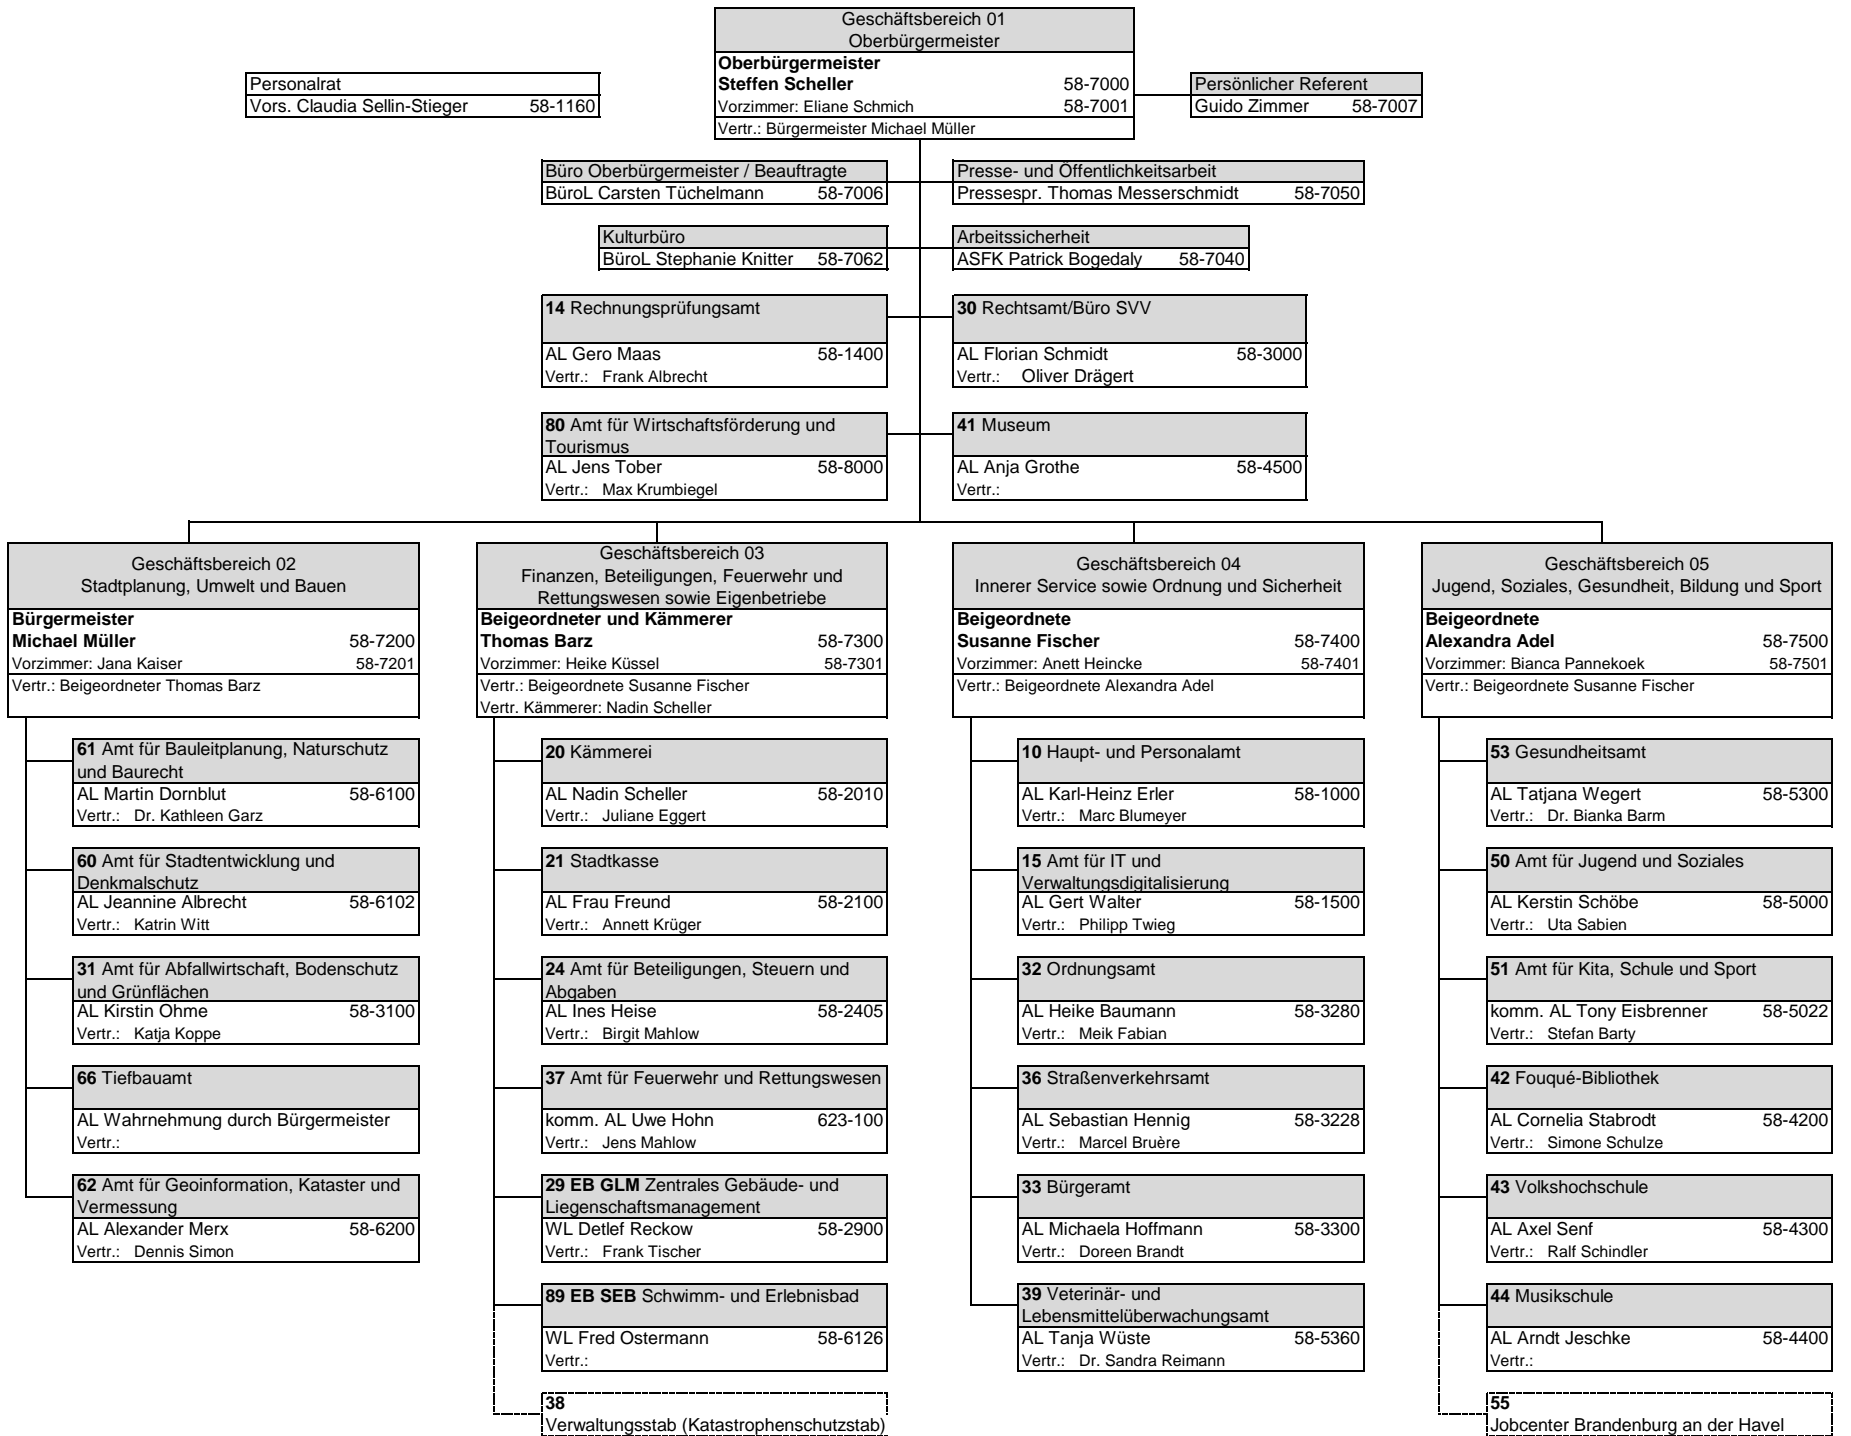 Geschäftsbereich 01
Oberbürgermeister
Oberbürgermeister
Steffen Scheller 58-7000
Vorzimmer: Eliane Schmich 58-7001
Vertr.: Bürgermeister Michael Müller
Personalrat
Vors. Claudia Sellin-Stieger 58-1160
Persönlicher Referent
Guido Zimmer 58-7007
Büro Oberbürgermeister / Beauftragte
BüroL Carsten Tüchelmann 58-7006
Presse- und Öffentlichkeitsarbeit
Pressespr. Thomas Messerschmidt 58-7050
Kulturbüro
BüroL Stephanie Knitter 58-7062
Arbeitssicherheit
ASFK Patrick Bogedaly 58-7040
14 Rechnungsprüfungsamt
AL Gero Maas 58-1400
Vertr.: Frank Albrecht
30 Rechtsamt/Büro SVV
AL Florian Schmidt 58-3000
Vertr.: Oliver Drägert
80 Amt für Wirtschaftsförderung und
Tourismus
AL Jens Tober 58-8000
Vertr.: Max Krumbiegel
41 Museum
AL Anja Grothe 58-4500
Vertr.:
Geschäftsbereich 02
Stadtplanung, Umwelt und Bauen
Bürgermeister
Michael Müller 58-7200
Vorzimmer: Jana Kaiser 58-7201
Vertr.: Beigeordneter Thomas Barz
61 Amt für Bauleitplanung, Naturschutz
und Baurecht
AL Martin Dornblut 58-6100
Vertr.: Dr. Kathleen Garz
60 Amt für Stadtentwicklung und
Denkmalschutz
AL Jeannine Albrecht 58-6102
Vertr.: Katrin Witt
31 Amt für Abfallwirtschaft, Bodenschutz
und Grünflächen
AL Kirstin Ohme 58-3100
Vertr.: Katja Koppe
66 Tiefbauamt
AL Wahrnehmung durch Bürgermeister
Vertr.:
62 Amt für Geoinformation, Kataster und
Vermessung
AL Alexander Merx 58-6200
Vertr.: Dennis Simon
Geschäftsbereich 03
Finanzen, Beteiligungen, Feuerwehr und
Rettungswesen sowie Eigenbetriebe
Beigeordneter und Kämmerer
Thomas Barz 58-7300
Vorzimmer: Heike Küssel 58-7301
Vertr.: Beigeordnete Susanne Fischer
Vertr. Kämmerer: Nadin Scheller
20 Kämmerei
AL Nadin Scheller 58-2010
Vertr.: Juliane Eggert
21 Stadtkasse
AL Frau Freund 58-2100
Vertr.: Annett Krüger
24 Amt für Beteiligungen, Steuern und
Abgaben
AL Ines Heise 58-2405
Vertr.: Birgit Mahlow
37 Amt für Feuerwehr und Rettungswesen
komm. AL Uwe Hohn 623-100
Vertr.: Jens Mahlow
29 EB GLM Zentrales Gebäude- und
Liegenschaftsmanagement
WL Detlef Reckow 58-2900
Vertr.: Frank Tischer
89 EB SEB Schwimm- und Erlebnisbad
WL Fred Ostermann 58-6126
Vertr.:
38
Verwaltungsstab (Katastrophenschutzstab)
Geschäftsbereich 04
Innerer Service sowie Ordnung und Sicherheit
Beigeordnete
Susanne Fischer 58-7400
Vorzimmer: Anett Heincke 58-7401
Vertr.: Beigeordnete Alexandra Adel
10 Haupt- und Personalamt
AL Karl-Heinz Erler 58-1000
Vertr.: Marc Blumeyer
15 Amt für IT und
Verwaltungsdigitalisierung
AL Gert Walter 58-1500
Vertr.: Philipp Twieg
32 Ordnungsamt
AL Heike Baumann 58-3280
Vertr.: Meik Fabian
36 Straßenverkehrsamt
AL Sebastian Hennig 58-3228
Vertr.: Marcel Bruère
33 Bürgeramt
AL Michaela Hoffmann 58-3300
Vertr.: Doreen Brandt
39 Veterinär- und
Lebensmittelüberwachungsamt
AL Tanja Wüste 58-5360
Vertr.: Dr. Sandra Reimann
Geschäftsbereich 05
Jugend, Soziales, Gesundheit, Bildung und Sport
Beigeordnete
Alexandra Adel 58-7500
Vorzimmer: Bianca Pannekoek 58-7501
Vertr.: Beigeordnete Susanne Fischer
53 Gesundheitsamt
AL Tatjana Wegert 58-5300
Vertr.: Dr. Bianka Barm
50 Amt für Jugend und Soziales
AL Kerstin Schöbe 58-5000
Vertr.: Uta Sabien
51 Amt für Kita, Schule und Sport
komm. AL Tony Eisbrenner 58-5022
Vertr.: Stefan Barty
42 Fouqué-Bibliothek
AL Cornelia Stabrodt 58-4200
Vertr.: Simone Schulze
43 Volkshochschule
AL Axel Senf 58-4300
Vertr.: Ralf Schindler
44 Musikschule
AL Arndt Jeschke 58-4400
Vertr.:
55
Jobcenter Brandenburg an der Havel